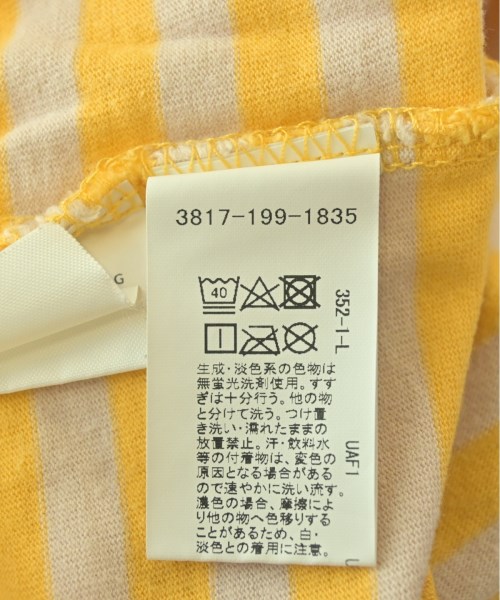 3817-199-1835
G
40
352-1-L
生成・淡色系の色物は
無蛍光洗剤使用。すす
ぎは十分行う。他の物
と分けて洗う。つけ置
き洗い・濡れたままの
放置禁止。汗・飲料水
等の付着物は、変色の
原因となる場合がある
ので速やかに洗い流す。
濃色の場合、摩擦によ
り他の物へ色移りする
ことがあるため、白・
淡色との着用に注意。
UAF1